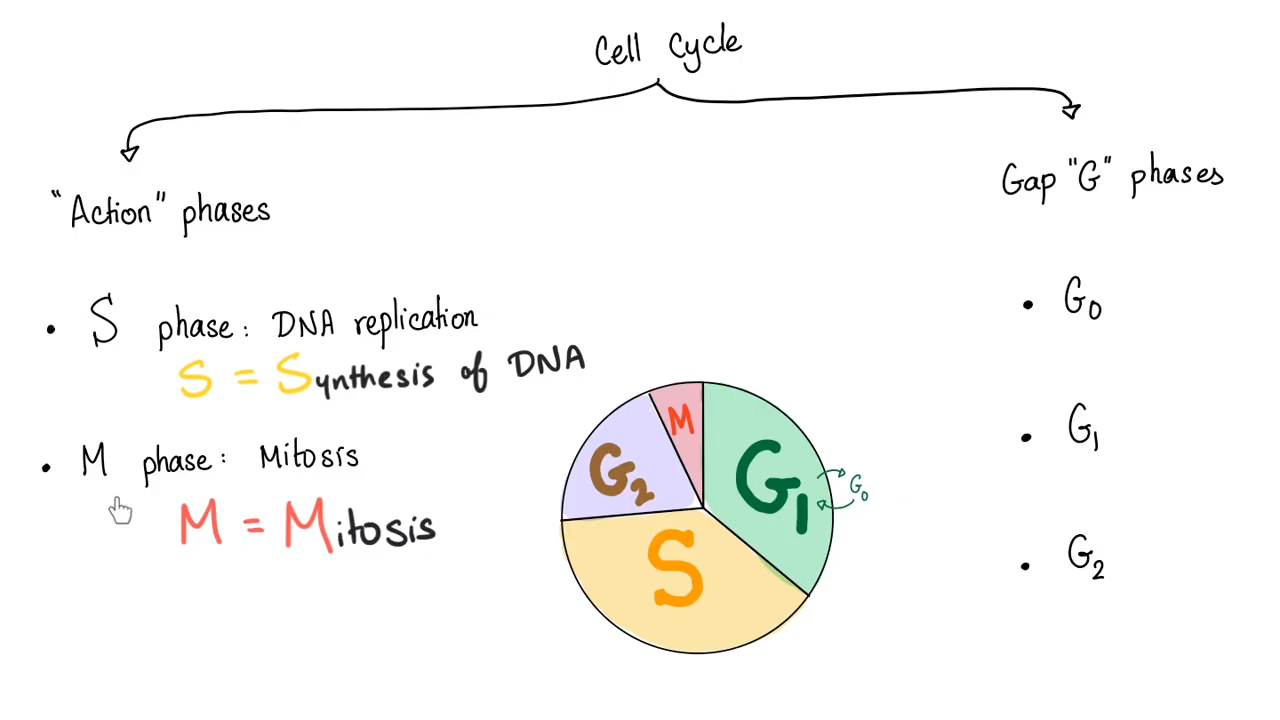 Cell Cycle
"Action" phases
Gap "G" phases
• S phase: DNA replication
S = Synthesis of DNA
• M phase: Mitosis
M = Mitosis
M
G2
G1
G0
S
• G0
• G1
• G2